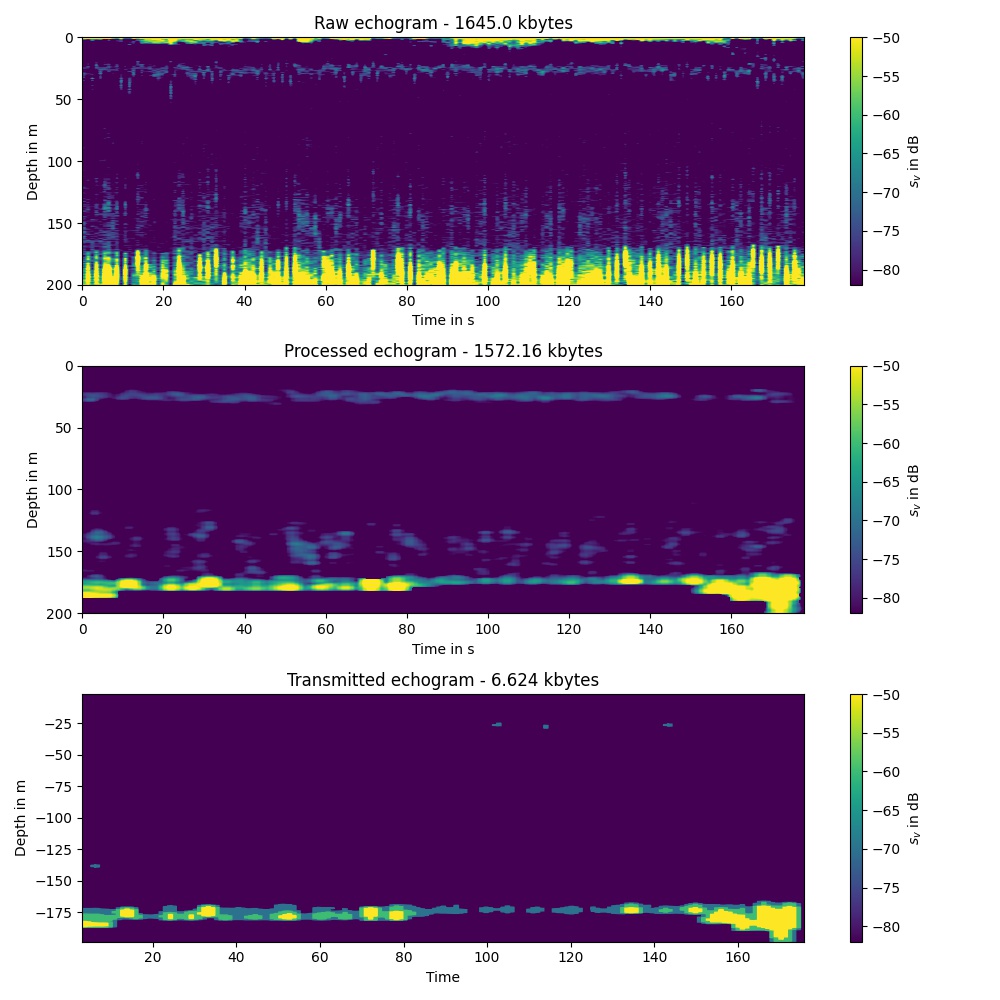 Raw echogram - 1645.0 kbytes
0
50
100
150
200
Depth in m
0 20 40 60 80 100 120 140 160
Time in s
−50
−55
−60
−65
−70
−75
−80
sv in dB
Processed echogram - 1572.16 kbytes
0
50
100
150
200
Depth in m
0 20 40 60 80 100 120 140 160
Time in s
−50
−55
−60
−65
−70
−75
−80
sv in dB
Transmitted echogram - 6.624 kbytes
−25
−50
−75
−100
−125
−150
−175
Depth in m
20 40 60 80 100 120 140 160
Time
−50
−55
−60
−65
−70
−75
−80
sv in dB